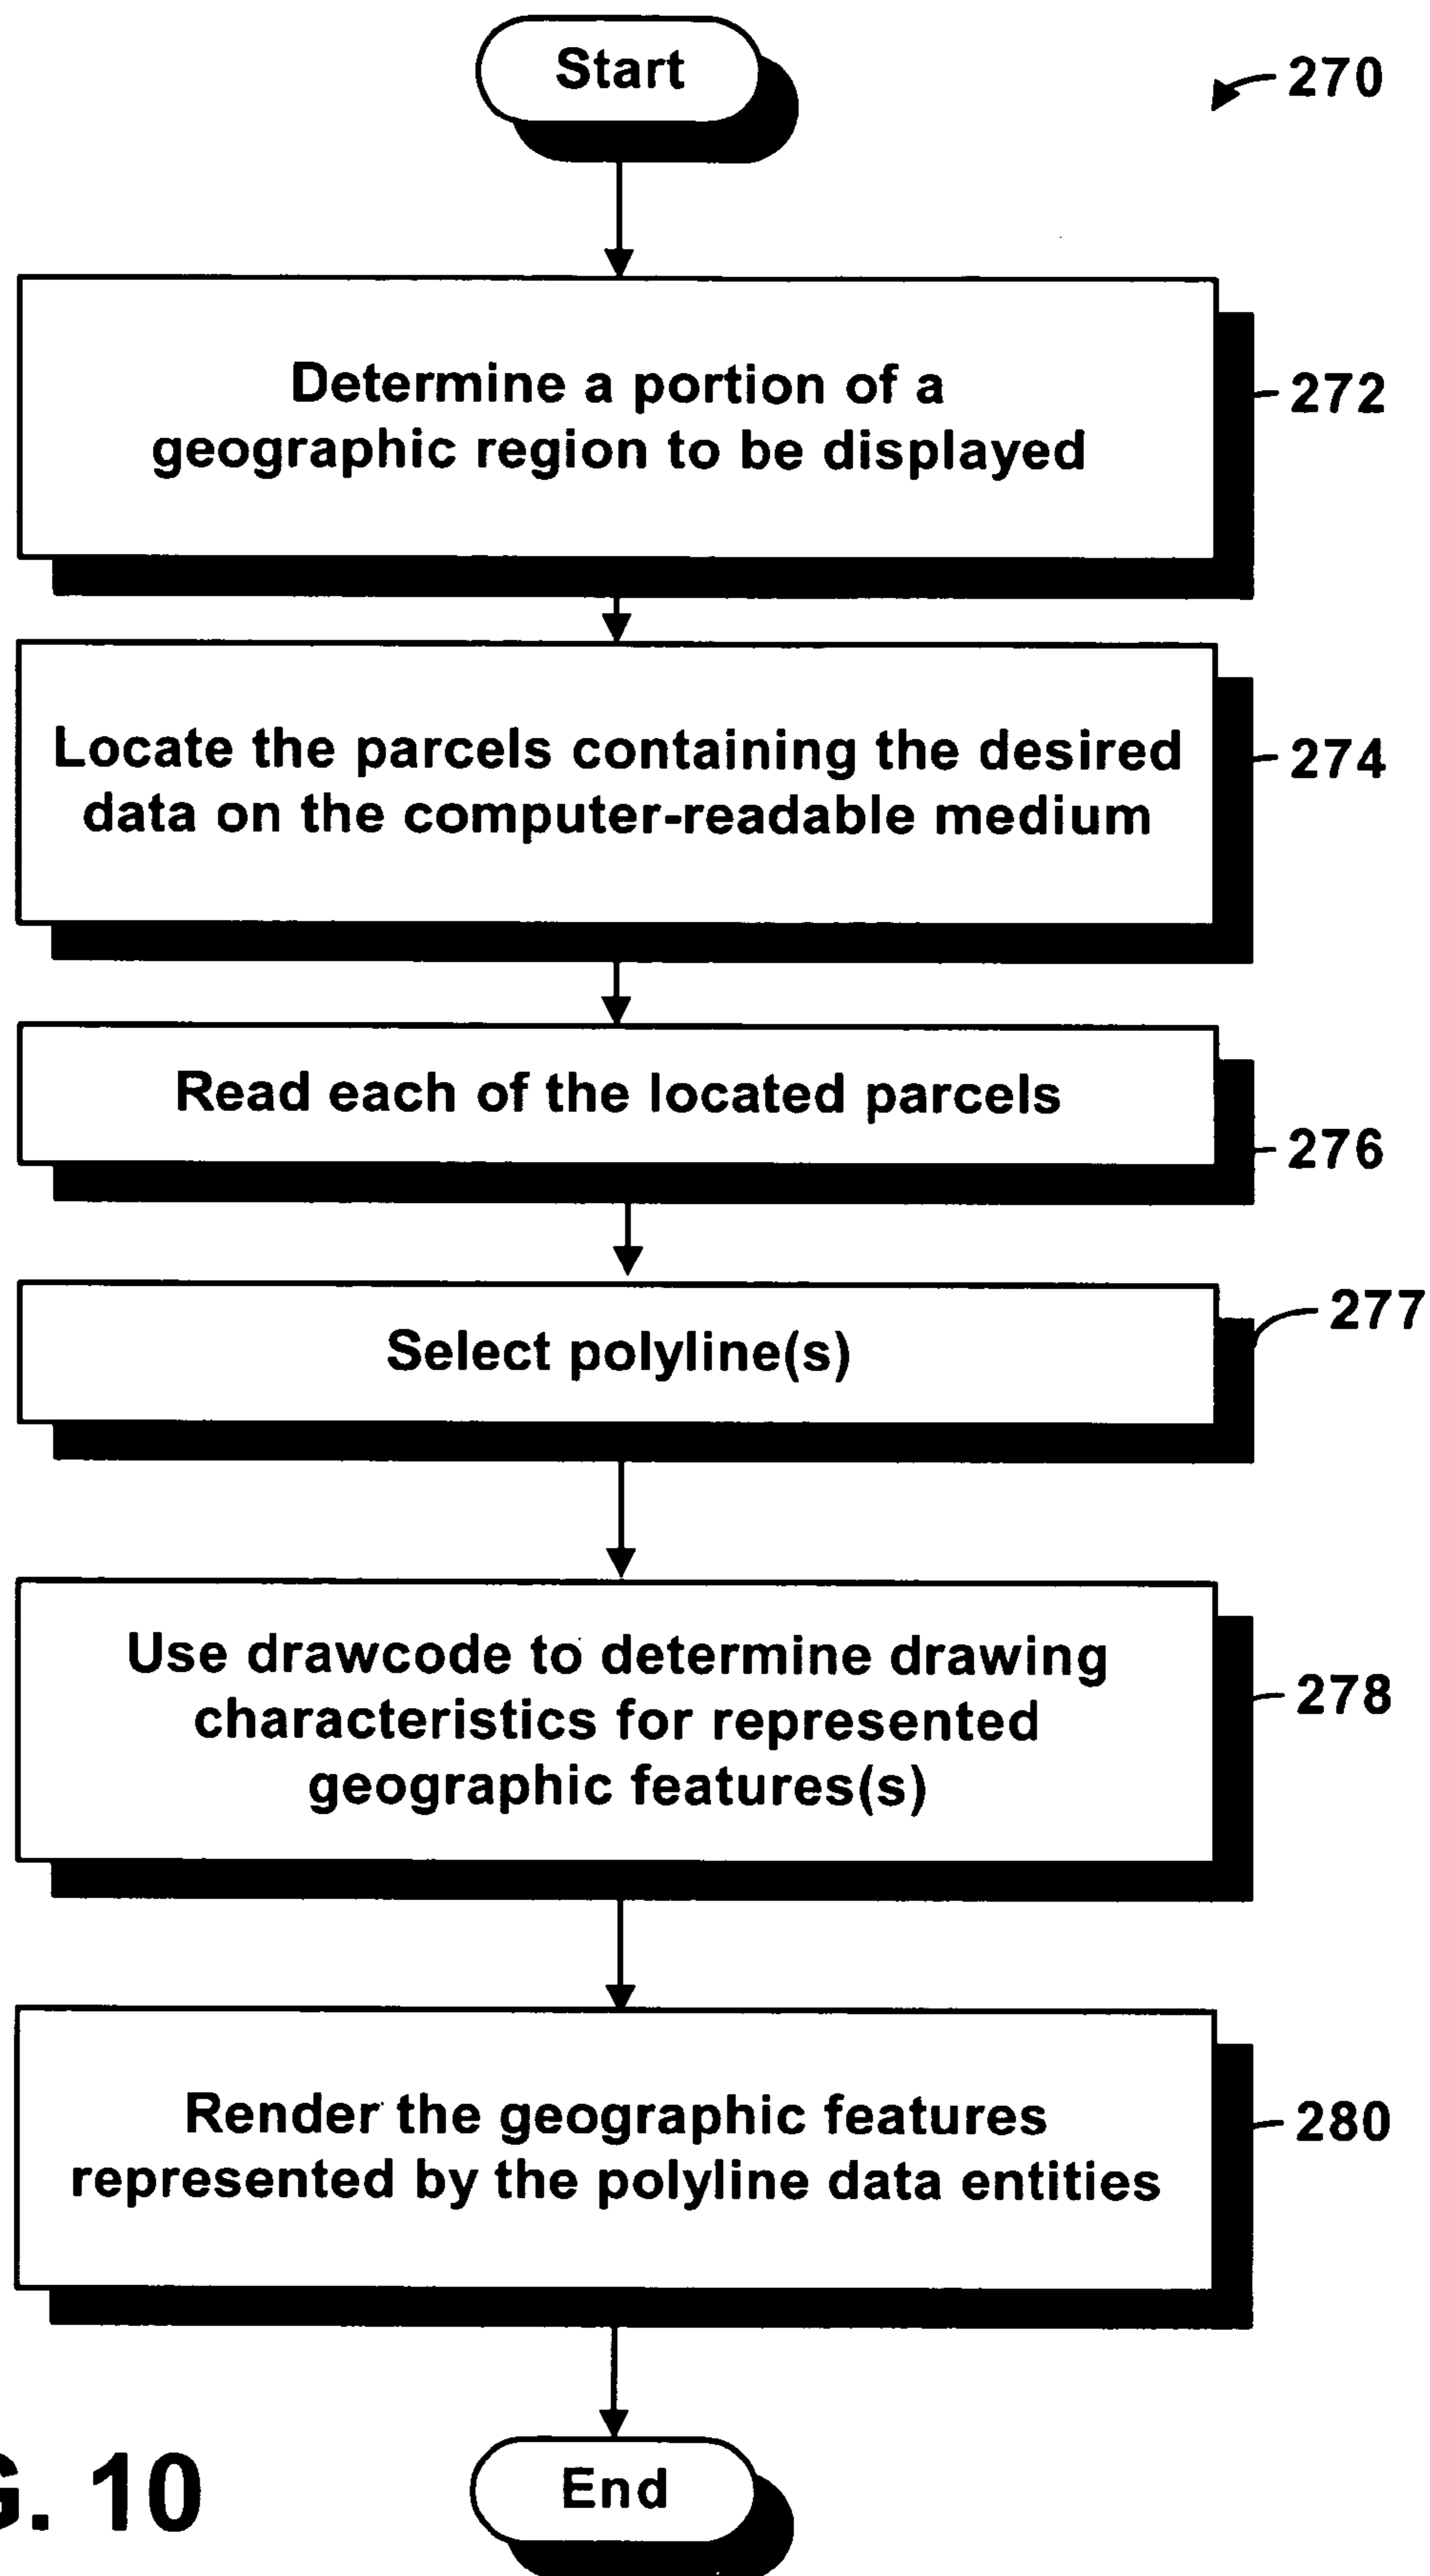 Start
270
Determine a portion of a
geographic region to be displayed
272
Locate the parcels containing the desired
data on the computer-readable medium
274
Read each of the located parcels
276
Select polyline(s)
277
Use drawcode to determine drawing
characteristics for represented
geographic features(s)
278
Render the geographic features
represented by the polyline data entities
280
End
G. 10